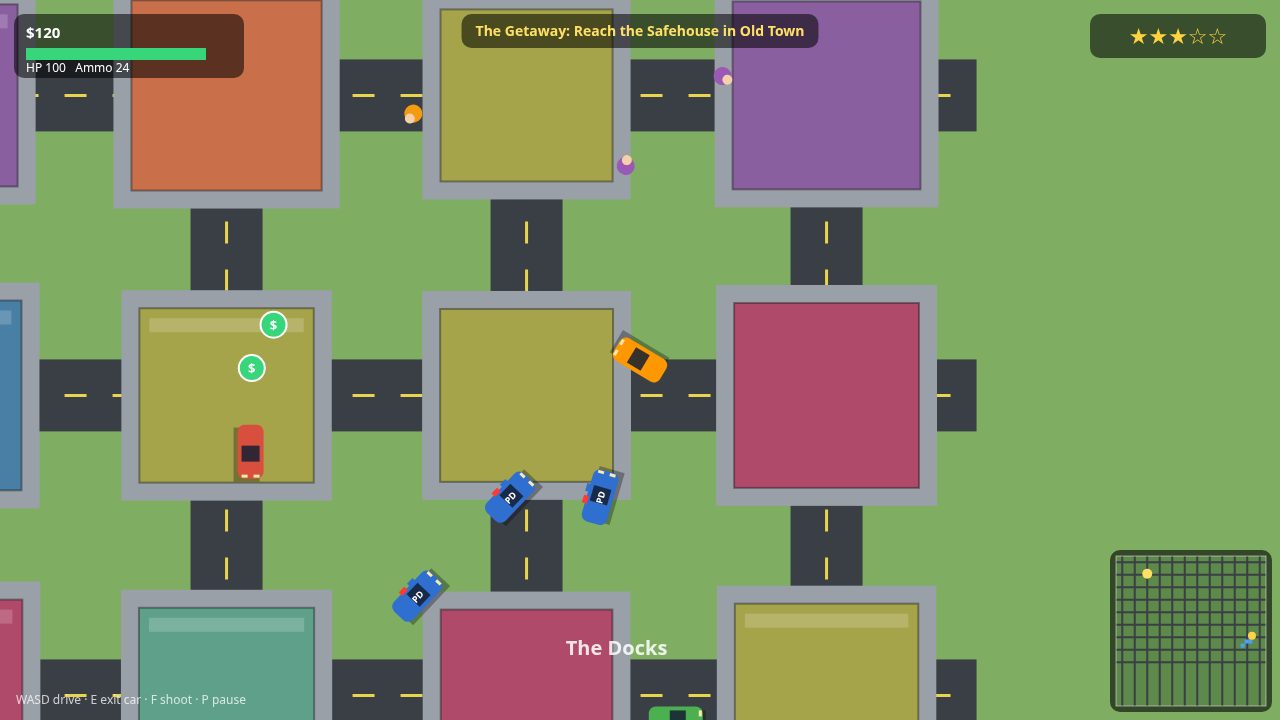 $120
HP 100 Ammo 24
The Getaway: Reach the Safehouse in Old Town
★★★☆☆
$
$
PD
PD
PD
The Docks
WASD drive · E exit car · F shoot · P pause